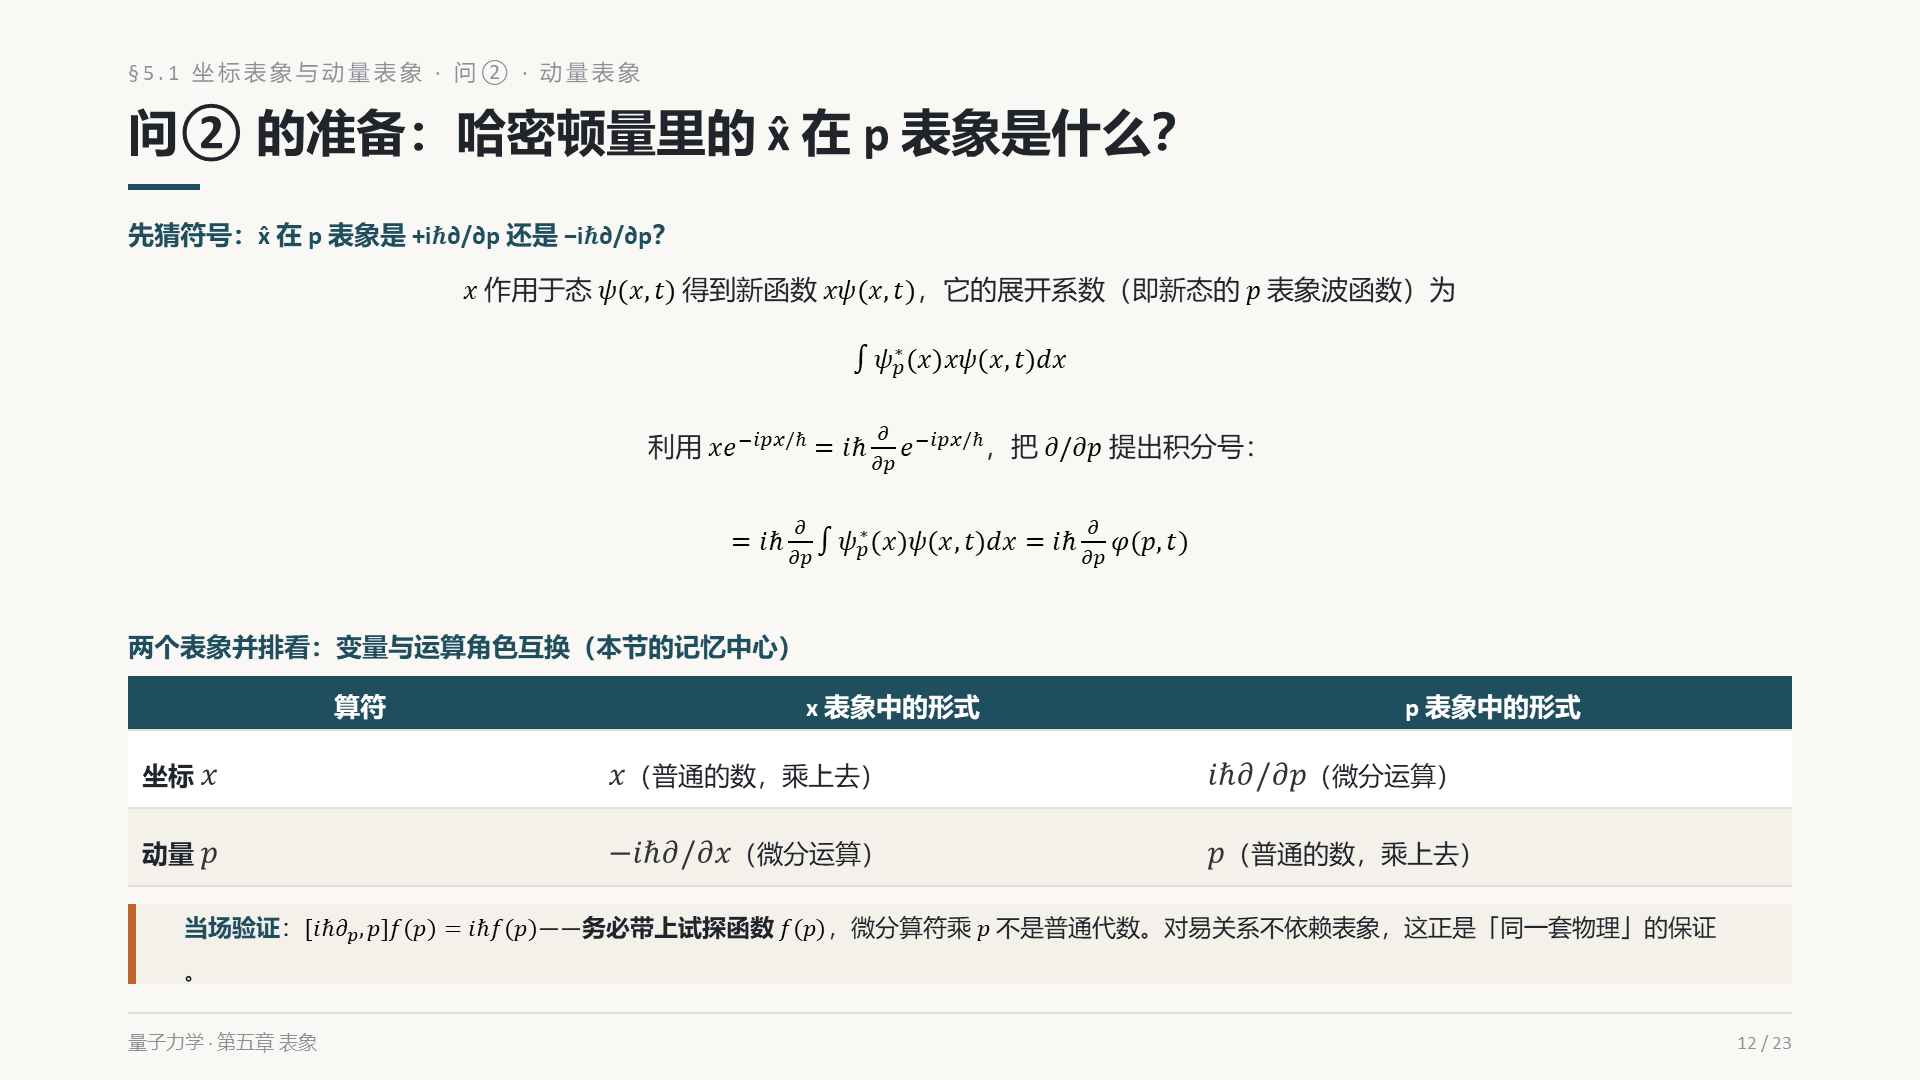 §5.1 坐标表象与动量表象 · 问② · 动量表象
问② 的准备：哈密顿量里的 x̂ 在 p 表象是什么？
先猜符号：x̂ 在 p 表象是 +iℏ∂/∂p 还是 −iℏ∂/∂p？
x 作用于态 ψ(x,t) 得到新函数 xψ(x,t)，它的展开系数（即新态的 p 表象波函数）为
∫ψ_p^*(x)xψ(x,t)dx
利用 xe^{−ipx/ℏ} = iℏ ∂/∂p e^{−ipx/ℏ}，把 ∂/∂p 提出积分号：
= iℏ ∂/∂p ∫ψ_p^*(x)ψ(x,t)dx = iℏ ∂/∂p φ(p,t)
两个表象并排看：变量与运算角色互换（本节的记忆中心）
算符 x 表象中的形式 p 表象中的形式
坐标 x x（普通的数，乘上去） iℏ∂/∂p（微分运算）
动量 p −iℏ∂/∂x（微分运算） p（普通的数，乘上去）
当场验证：[iℏ∂_p, p]f(p) = iℏf(p)——务必带上试探函数 f(p)，微分算符乘 p 不是普通代数。对易关系不依赖表象，这正是「同一套物理」的保证
。
量子力学 · 第五章 表象 12 / 23